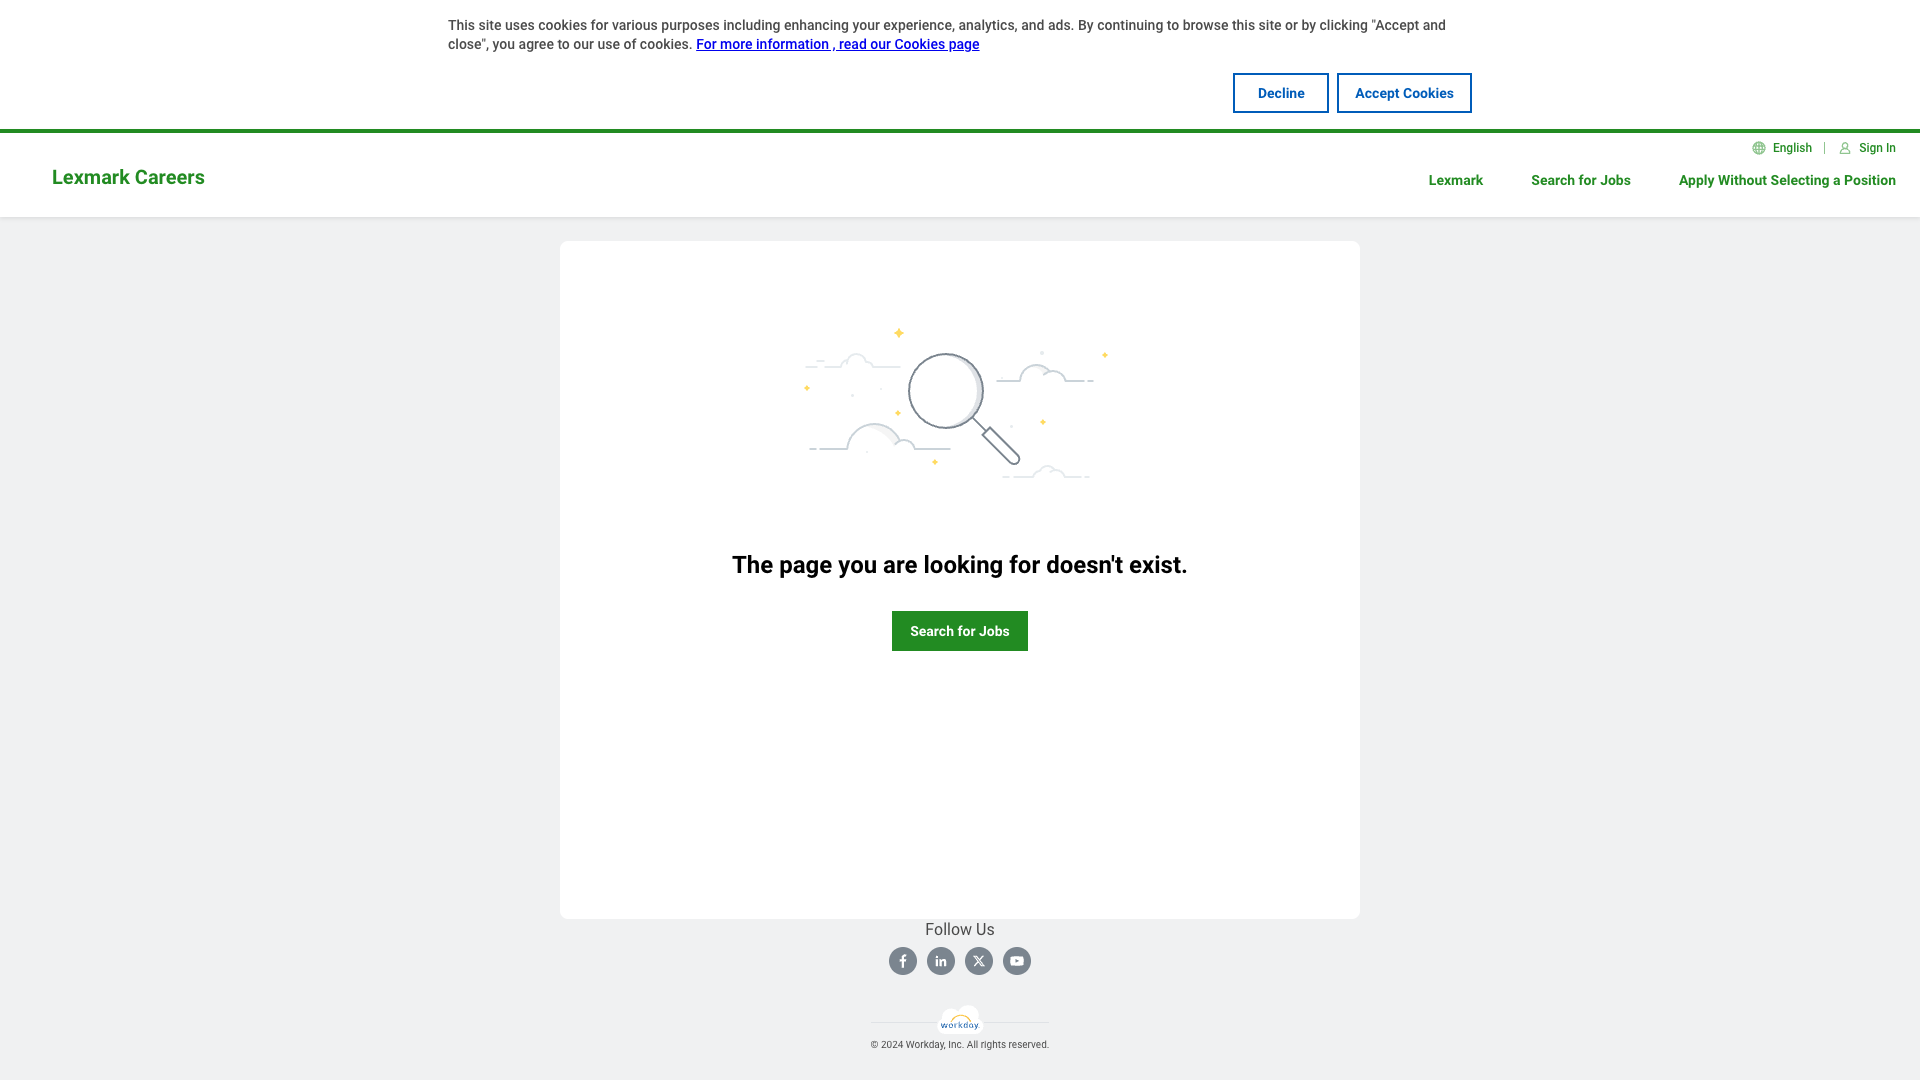 This site uses cookies for various purposes including enhancing your experience, analytics, and ads. By continuing to browse this site or by clicking "Accept and
close", you agree to our use of cookies. For more information , read our Cookies page
Decline
Accept Cookies
English
Sign In
Lexmark Careers
Lexmark
Search for Jobs
Apply Without Selecting a Position
The page you are looking for doesn't exist.
Search for Jobs
Follow Us
workday
© 2024 Workday, Inc. All rights reserved.